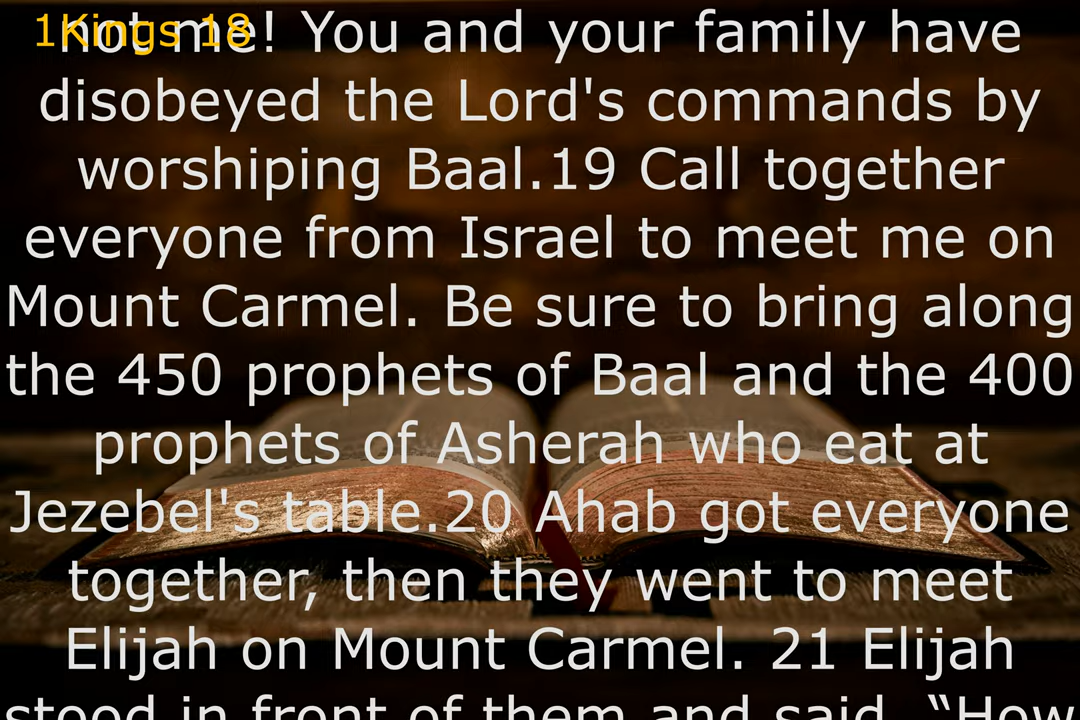 1Kings 18
not me! You and your family have
disobeyed the Lord's commands by
worshiping Baal.19 Call together
everyone from Israel to meet me on
Mount Carmel. Be sure to bring along
the 450 prophets of Baal and the 400
prophets of Asherah who eat at
Jezebel's table.20 Ahab got everyone
together, then they went to meet
Elijah on Mount Carmel. 21 Elijah
stood in front of them and said, “How